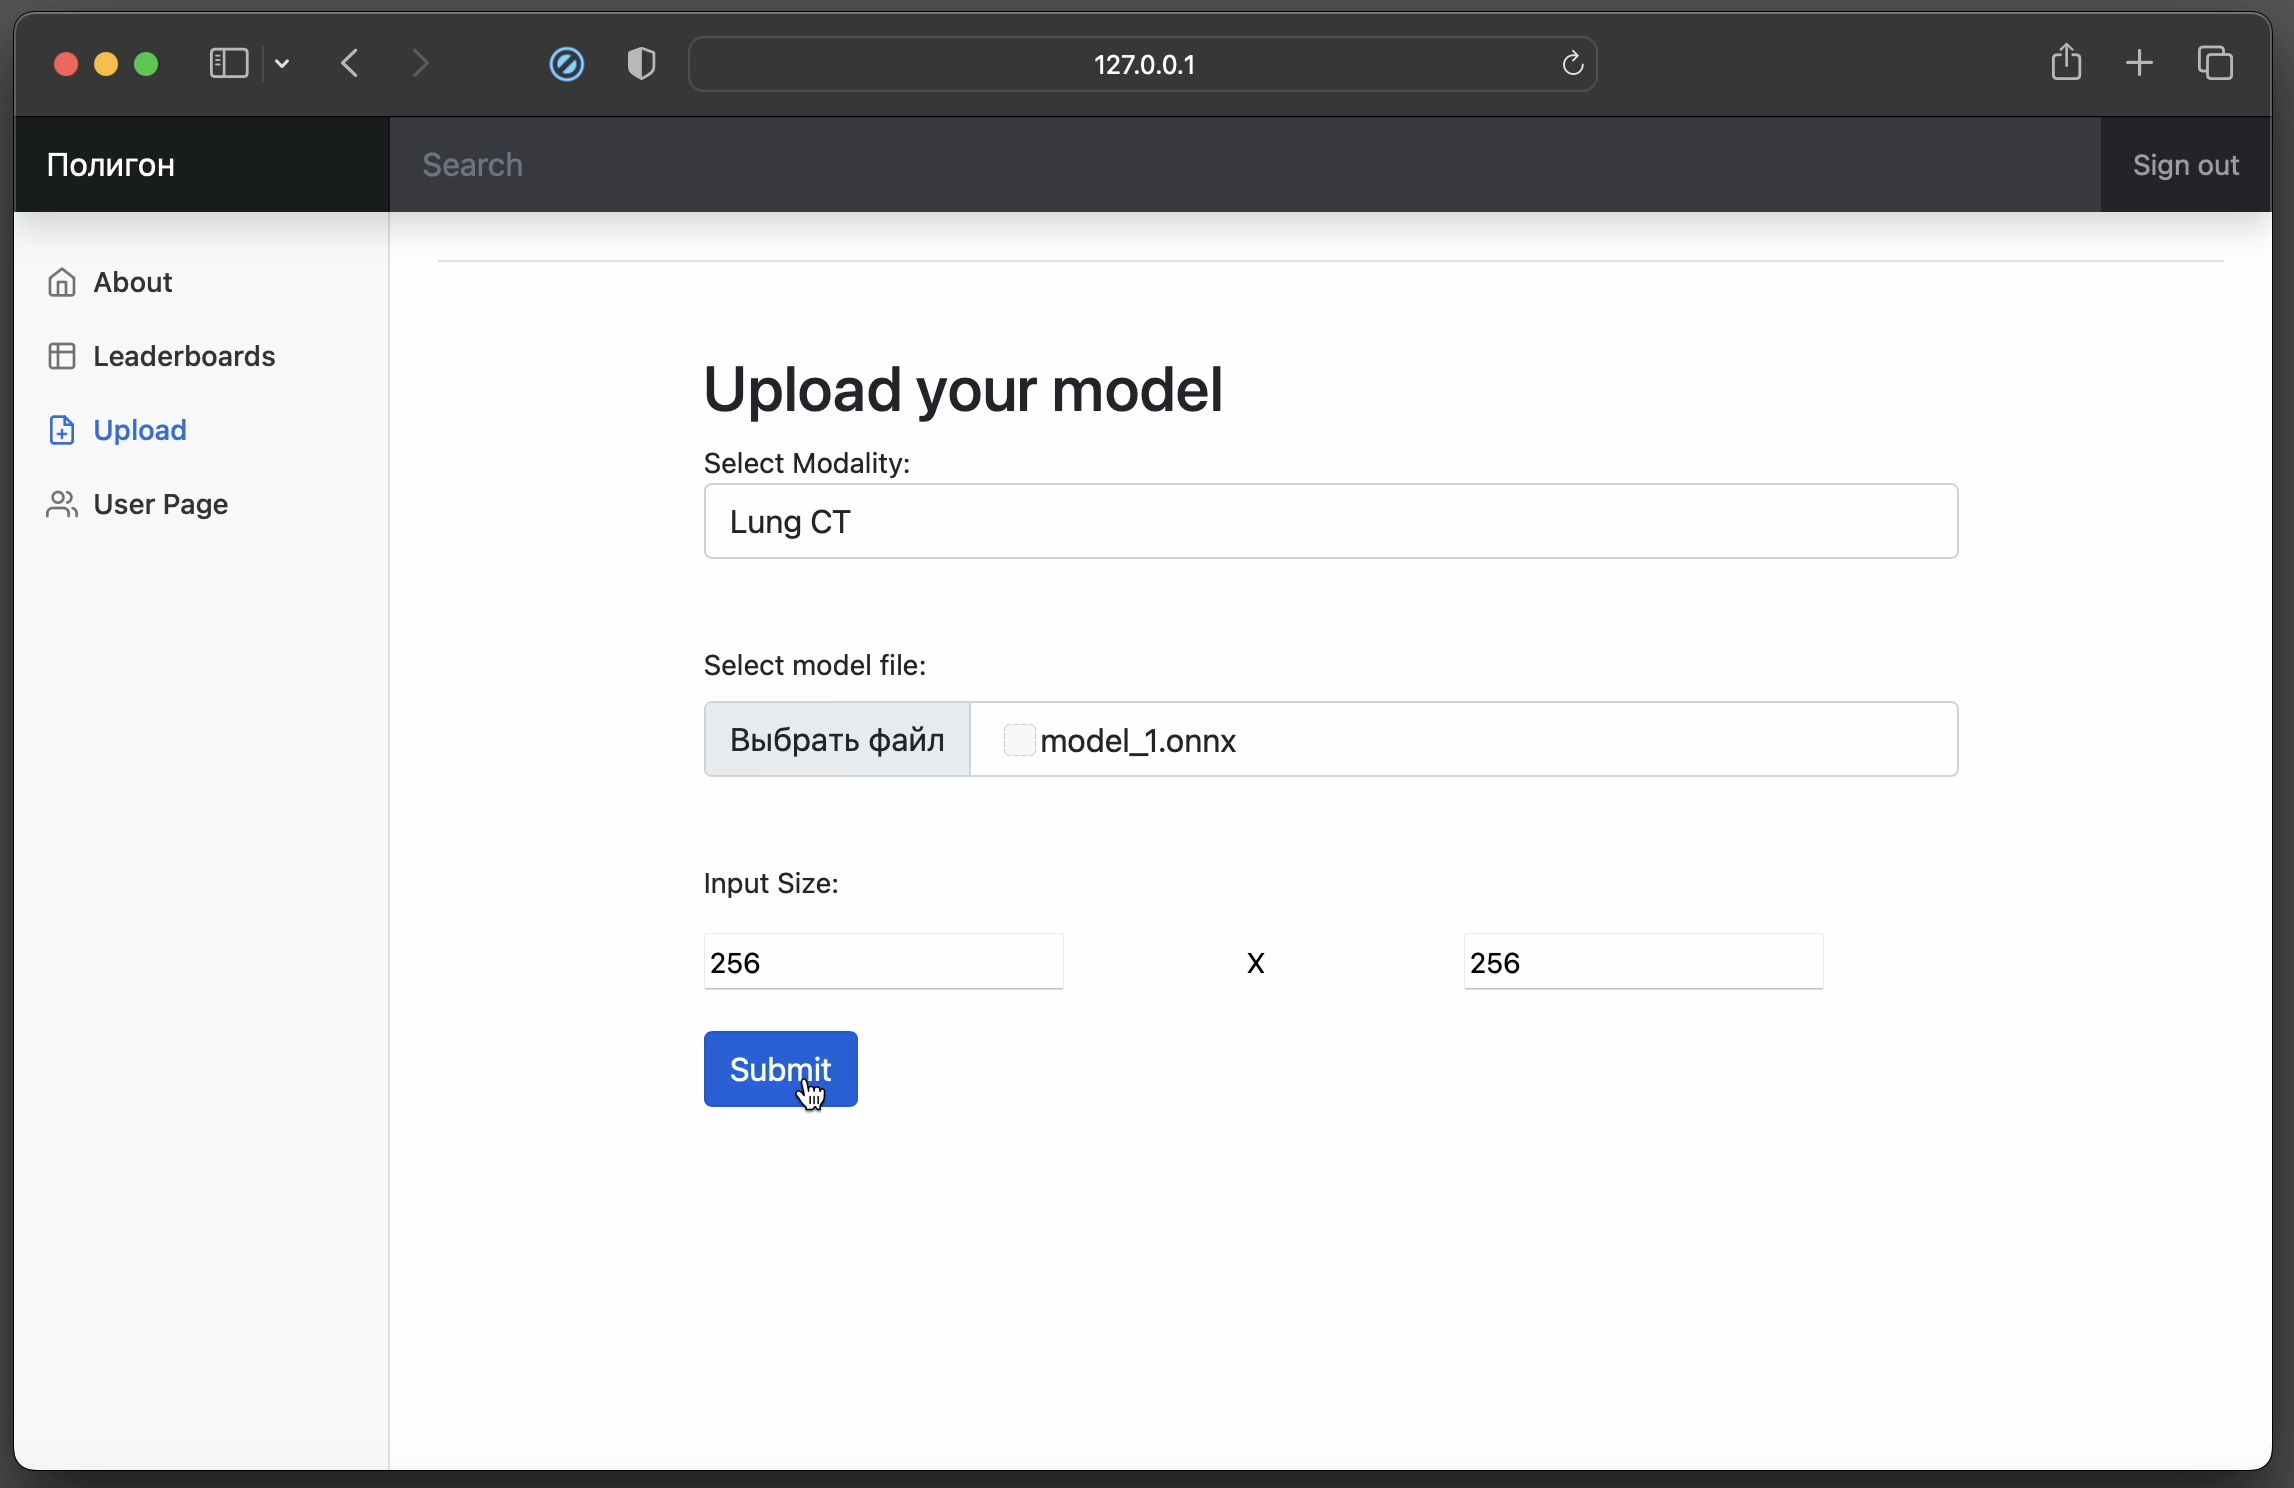 127.0.0.1
Полигон
Search
Sign out
About
Leaderboards
Upload
User Page
Upload your model
Select Modality:
Lung CT
Select model file:
Выбрать файл model_1.onnx
Input Size:
256 X 256
Submit